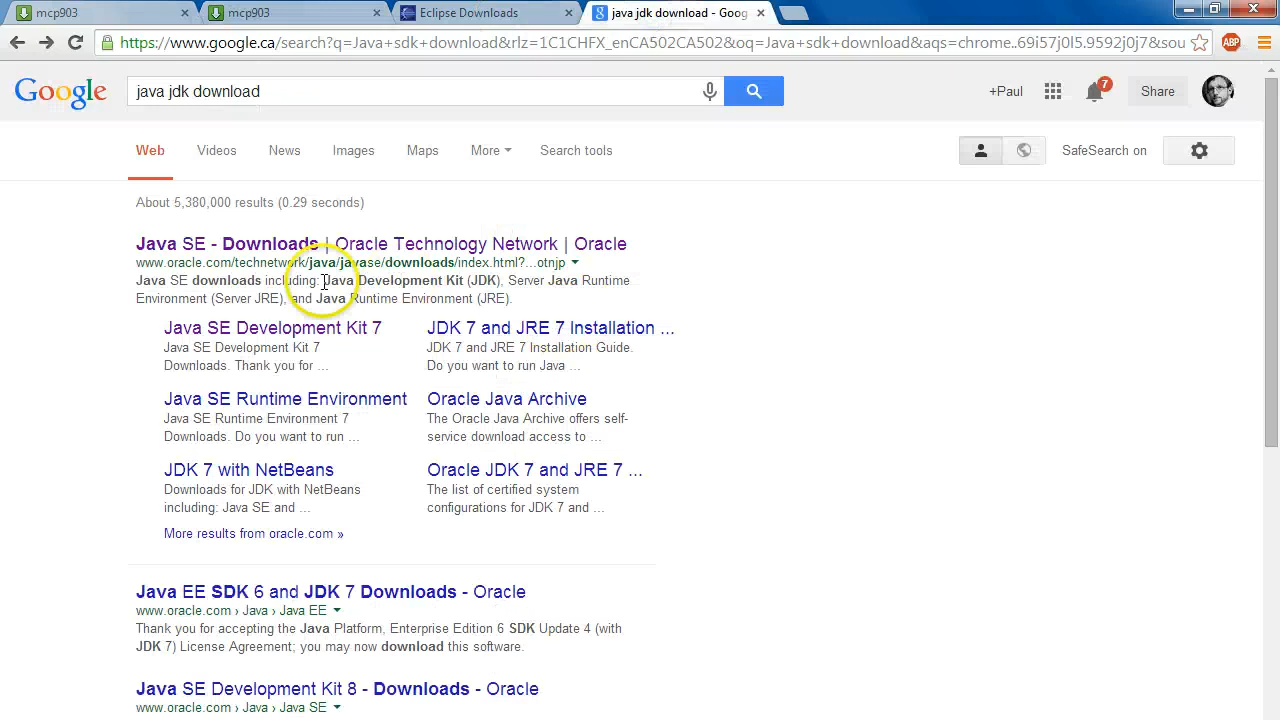 mcp903
mcp903
Eclipse Downloads
java jdk download - Goog
https://www.google.ca/search?q=Java+sdk+download&rlz=1C1CHFX_enCA502CA502&oq=Java+sdk+download&aqs=chrome..69i57j0l5.9592j0j7&sou
ABP
Google
java jdk download
+Paul
7
Share
Web
Videos
News
Images
Maps
More
Search tools
SafeSearch on
About 5,380,000 results (0.29 seconds)
Java SE - Downloads | Oracle Technology Network | Oracle
www.oracle.com/technetwork/java/javase/downloads/index.html?...otnjp
Java SE downloads including: Java Development Kit (JDK), Server Java Runtime
Environment (Server JRE), and Java Runtime Environment (JRE).
Java SE Development Kit 7
Java SE Development Kit 7
Downloads. Thank you for ...
JDK 7 and JRE 7 Installation ...
JDK 7 and JRE 7 Installation Guide.
Do you want to run Java ...
Java SE Runtime Environment
Java SE Runtime Environment 7
Downloads. Do you want to run ...
Oracle Java Archive
The Oracle Java Archive offers self-
service download access to ...
JDK 7 with NetBeans
Downloads for JDK with NetBeans
including: Java SE and ...
Oracle JDK 7 and JRE 7 ...
The list of certified system
configurations for JDK 7 and ...
More results from oracle.com »
Java EE SDK 6 and JDK 7 Downloads - Oracle
www.oracle.com › Java › Java EE
Thank you for accepting the Java Platform, Enterprise Edition 6 SDK Update 4 (with
JDK 7) License Agreement; you may now download this software.
Java SE Development Kit 8 - Downloads - Oracle
www.oracle.com › Java › Java SE